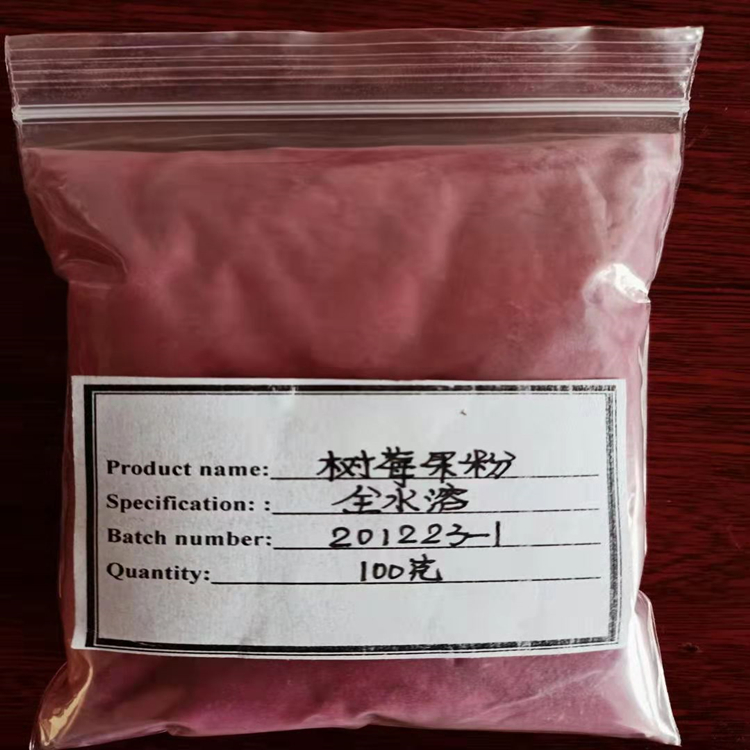 Product name: 树莓果粉
Specification: : 全水溶
Batch number: 201223-1
Quantity: 100克